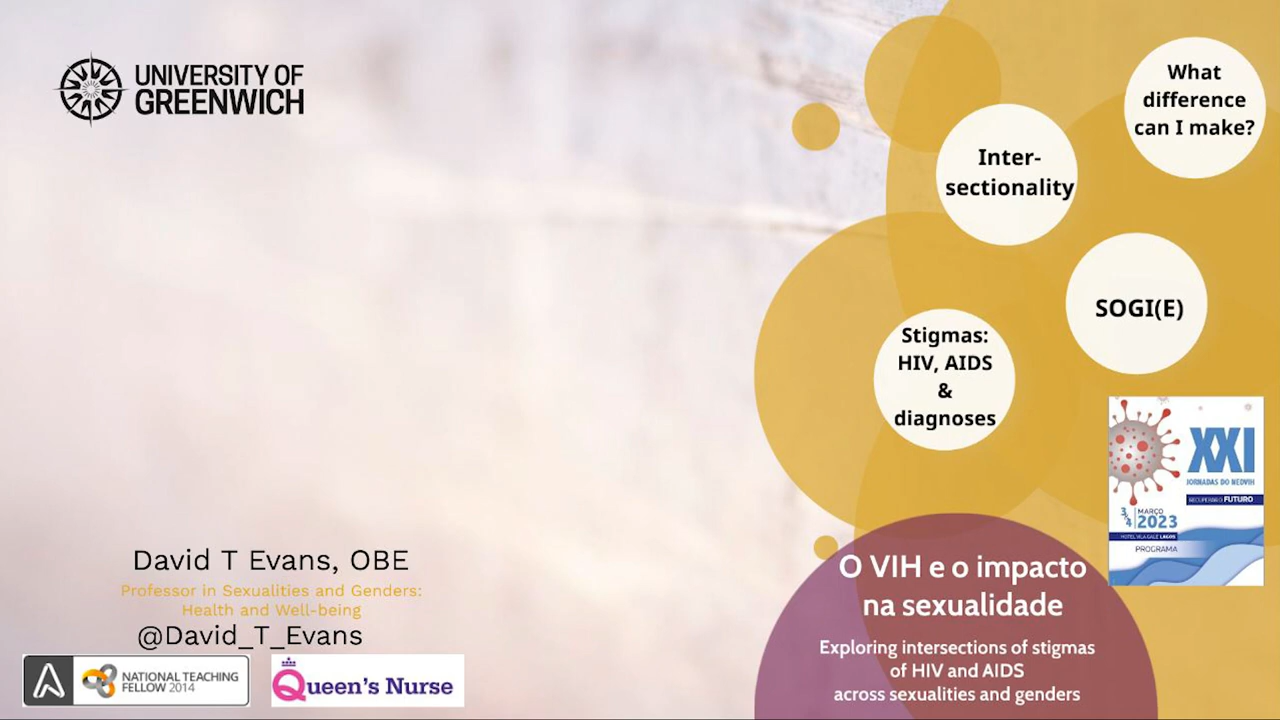 UNIVERSITY OF
GREENWICH
What
difference
can I make?
Inter-
sectionality
SOGI(E)
Stigmas:
HIV, AIDS
&
diagnoses
XXI
JORNADAS DO NEDVIH
RECUPERAR O FUTURO
3 e 4 MARÇO
2023
HOTEL VILA GALÉ LAGOS
PROGRAMA
O VIH e o impacto
na sexualidade
Exploring intersections of stigmas
of HIV and AIDS
across sexualities and genders
David T Evans, OBE
Professor in Sexualities and Genders:
Health and Well-being
@David_T_Evans
NATIONAL TEACHING
FELLOW 2014
Queen's Nurse